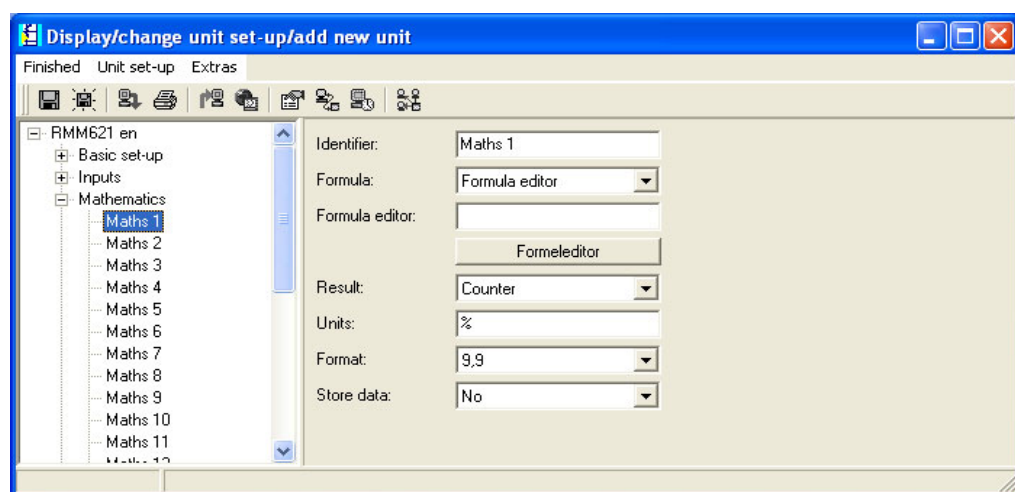 Display/change unit set-up/add new unit
Finished Unit set-up Extras
RMM621 en
Basic set-up
Inputs
Mathematics
Maths 1
Maths 2
Maths 3
Maths 4
Maths 5
Maths 6
Maths 7
Maths 8
Maths 9
Maths 10
Maths 11
Identifier: Maths 1
Formula: Formula editor
Formula editor:
Formeleditor
Result: Counter
Units: %
Format: 9,9
Store data: No